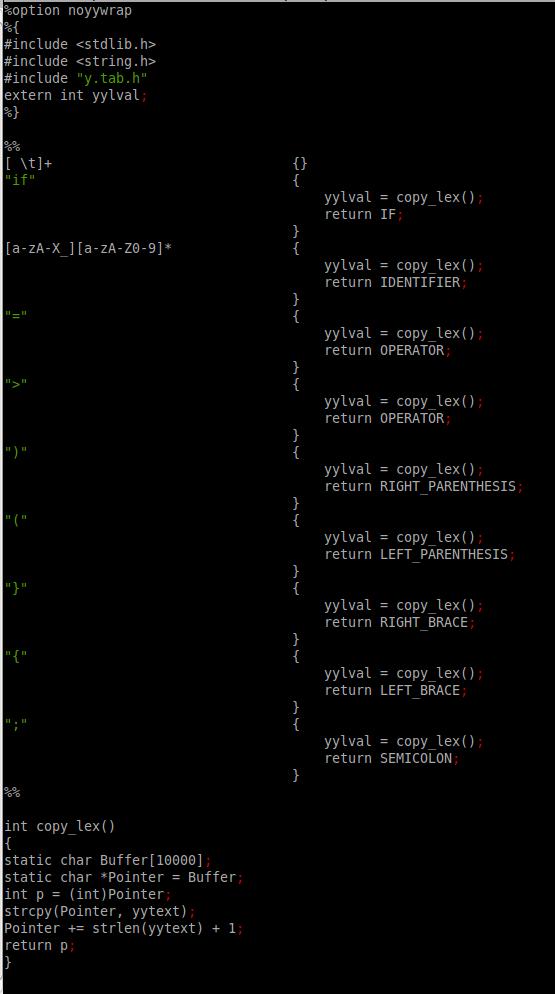 %option noyywrap
%{
#include <stdlib.h>
#include <string.h>
#include "y.tab.h"
extern int yylval;
%}
%%
[ \t]+ {}
"if" {
yylval = copy_lex();
return IF;
}
[a-zA-X_][a-zA-Z0-9]* {
yylval = copy_lex();
return IDENTIFIER;
}
"=" {
yylval = copy_lex();
return OPERATOR;
}
">" {
yylval = copy_lex();
return OPERATOR;
}
")" {
yylval = copy_lex();
return RIGHT_PARENTHESIS;
}
"(" {
yylval = copy_lex();
return LEFT_PARENTHESIS;
}
"}" {
yylval = copy_lex();
return RIGHT_BRACE;
}
"{" {
yylval = copy_lex();
return LEFT_BRACE;
}
";" {
yylval = copy_lex();
return SEMICOLON;
}
%%
int copy_lex()
{
static char Buffer[10000];
static char *Pointer = Buffer;
int p = (int)Pointer;
strcpy(Pointer, yytext);
Pointer += strlen(yytext) + 1;
return p;
}